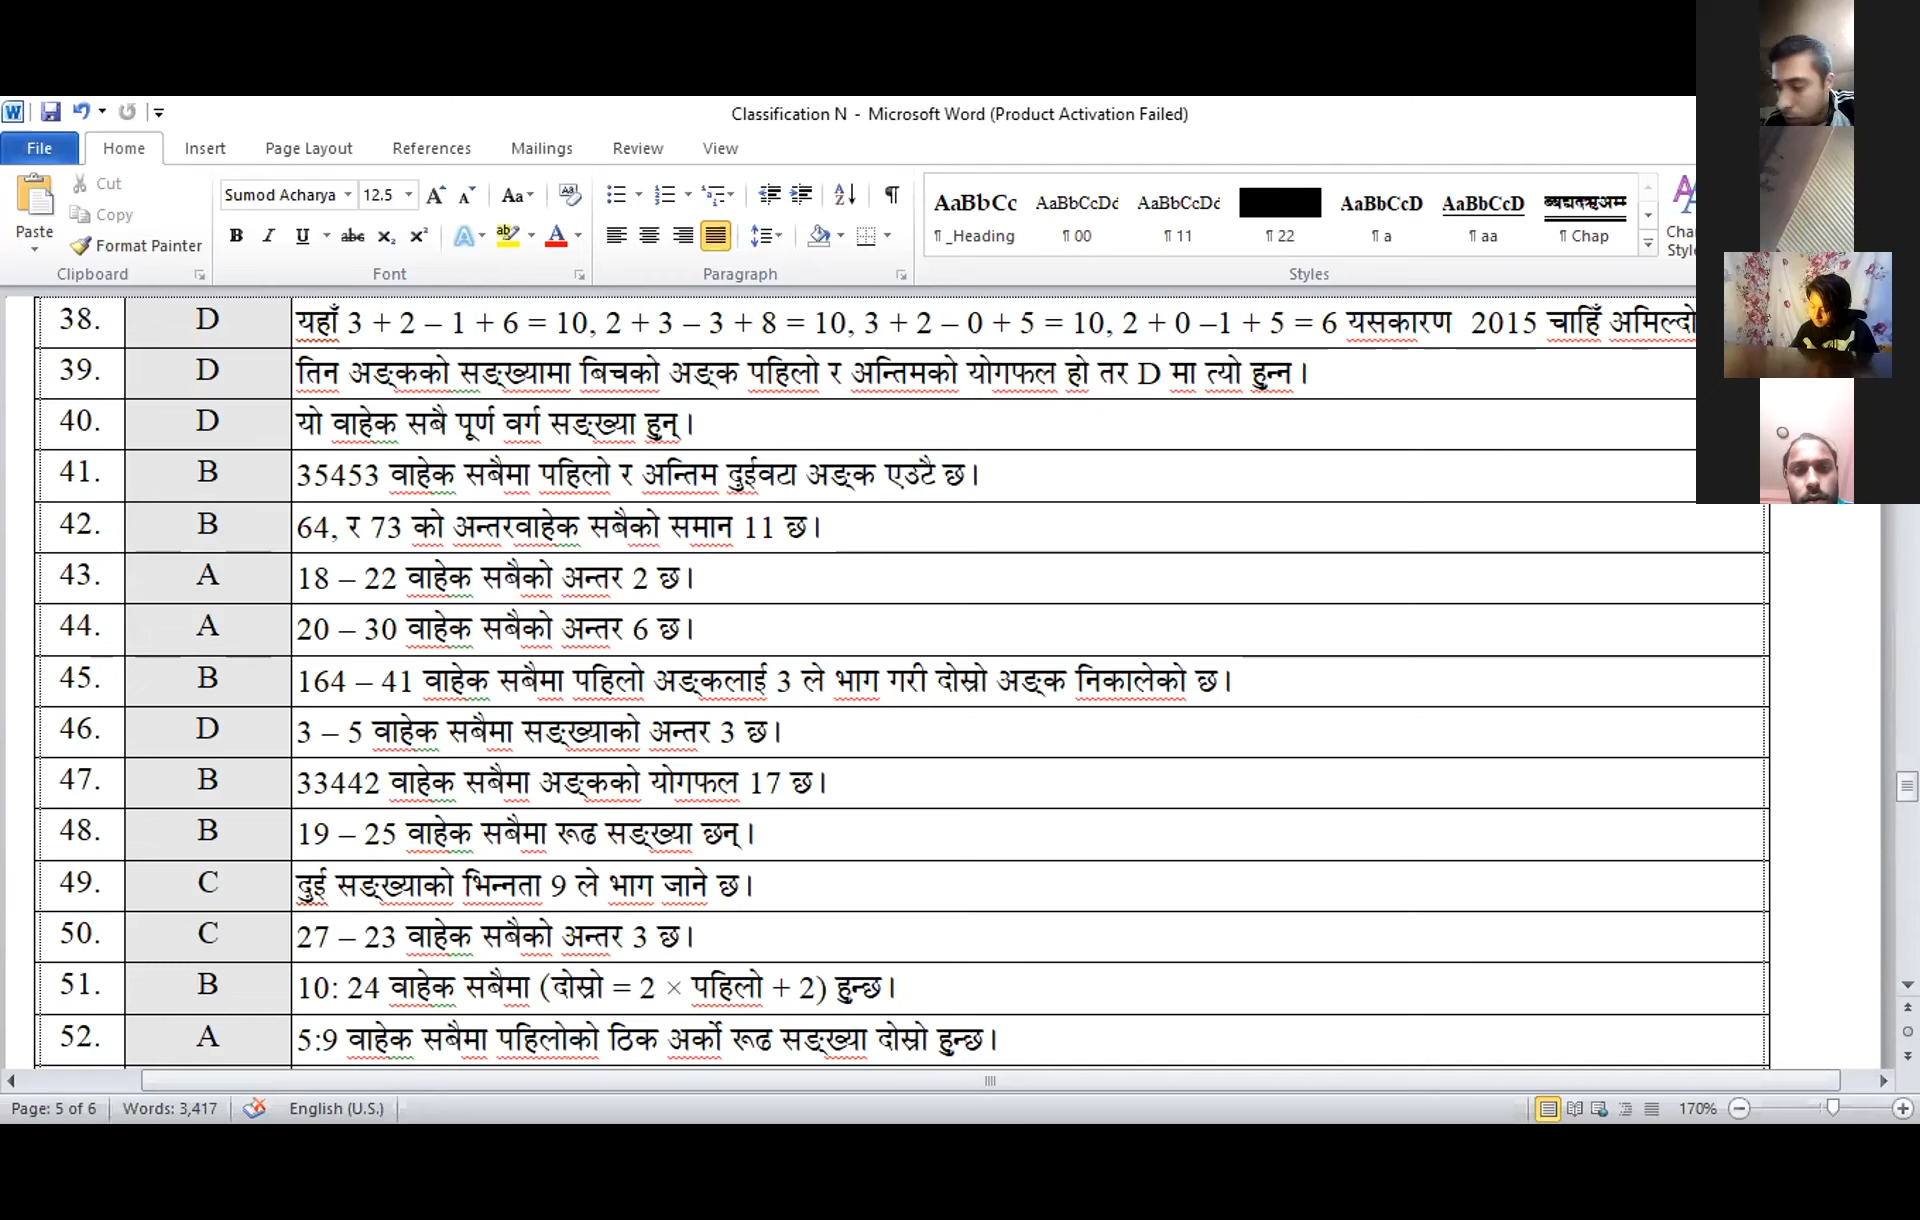 Classification N - Microsoft Word (Product Activation Failed)
File Home Insert Page Layout References Mailings Review View
Cut
Copy
Format Painter
Paste
Clipboard
Sumod Acharya 12.5
Font
Paragraph
AaBbCc AaBbCcDd AaBbCcDd AaBbCcD AaBbCcD
¶ _Heading ¶ 00 ¶ 11 ¶ 22 ¶ a ¶ aa ¶ Chap
Styles
38. D यहाँ 3 + 2 – 1 + 6 = 10, 2 + 3 – 3 + 8 = 10, 3 + 2 – 0 + 5 = 10, 2 + 0 –1 + 5 = 6 यसकारण 2015 चाहिँ अमिल्दो
39. D तिन अङ्कको सङ्ख्यामा बिचको अङ्क पहिलो र अन्तिमको योगफल हो तर D मा त्यो हुन्न।
40. D यो वाहेक सबै पूर्ण वर्ग सङ्ख्या हुन्।
41. B 35453 वाहेक सबैमा पहिलो र अन्तिम दुईवटा अङ्क एउटै छ।
42. B 64, र 73 को अन्तरवाहेक सबैको समान 11 छ।
43. A 18 – 22 वाहेक सबैको अन्तर 2 छ।
44. A 20 – 30 वाहेक सबैको अन्तर 6 छ।
45. B 164 – 41 वाहेक सबैमा पहिलो अङ्कलाई 3 ले भाग गरी दोस्रो अङ्क निकालेको छ।
46. D 3 – 5 वाहेक सबैमा सङ्ख्याको अन्तर 3 छ।
47. B 33442 वाहेक सबैमा अङ्कको योगफल 17 छ।
48. B 19 – 25 वाहेक सबैमा रूढ सङ्ख्या छन्।
49. C दुई सङ्ख्याको भिन्नता 9 ले भाग जाने छ।
50. C 27 – 23 वाहेक सबैको अन्तर 3 छ।
51. B 10: 24 वाहेक सबैमा (दोस्रो = 2 × पहिलो + 2) हुन्छ।
52. A 5:9 वाहेक सबैमा पहिलोको ठिक अर्को रूढ सङ्ख्या दोस्रो हुन्छ।
Page: 5 of 6 Words: 3,417 English (U.S.) 170%